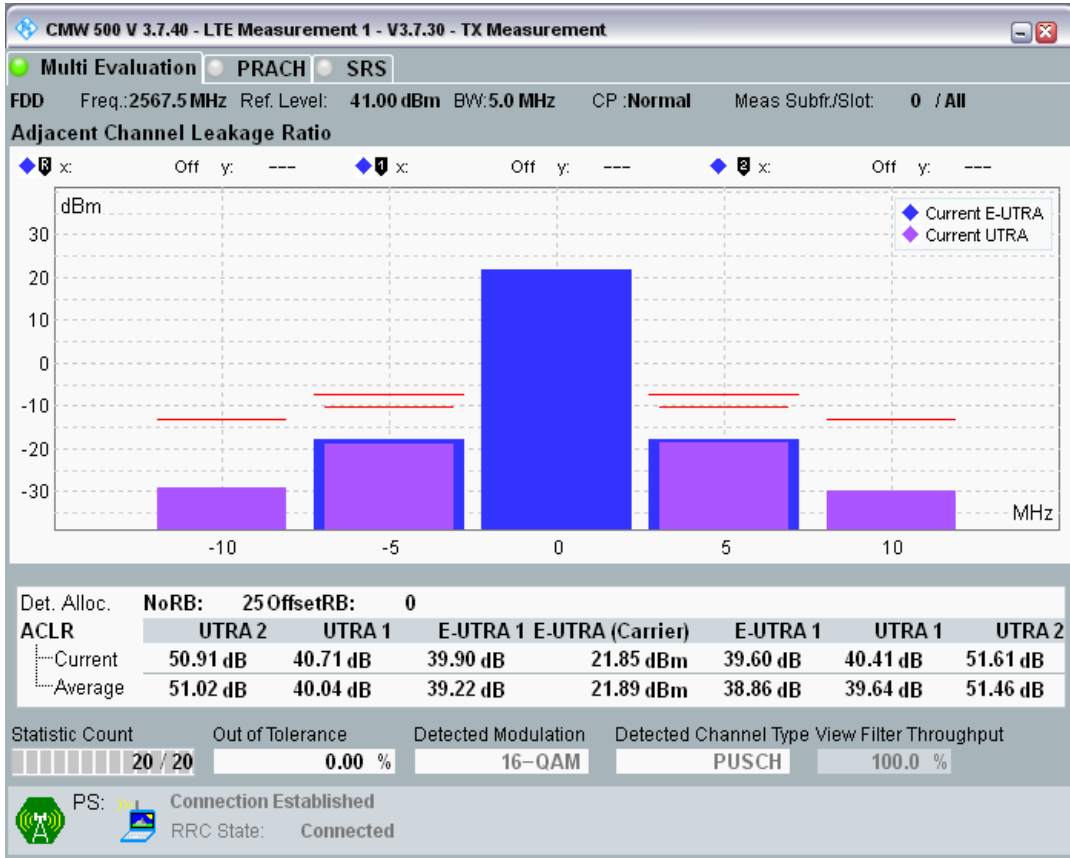 CMW 500 V 3.7.40 - LTE Measurement 1 - V3.7.30 - TX Measurement
Multi Evaluation PRACH SRS
FDD Freq.:2567.5 MHz Ref. Level: 41.00 dBm BW:5.0 MHz CP :Normal Meas Subfr./Slot: 0 / All
Adjacent Channel Leakage Ratio
R x: Off y: --- 1 x: Off y: --- 2 x: Off y: ---
dBm
Current E-UTRA
Current UTRA
30
20
10
0
-10
-20
-30
MHz
-10 -5 0 5 10
Det. Alloc. NoRB: 25 OffsetRB: 0
ACLR UTRA 2 UTRA 1 E-UTRA 1 E-UTRA (Carrier) E-UTRA 1 UTRA 1 UTRA 2
Current 50.91 dB 40.71 dB 39.90 dB 21.85 dBm 39.60 dB 40.41 dB 51.61 dB
Average 51.02 dB 40.04 dB 39.22 dB 21.89 dBm 38.86 dB 39.64 dB 51.46 dB
Statistic Count Out of Tolerance Detected Modulation Detected Channel Type View Filter Throughput
20 / 20 0.00 % 16-QAM PUSCH 100.0 %
PS: Connection Established
RRC State: Connected